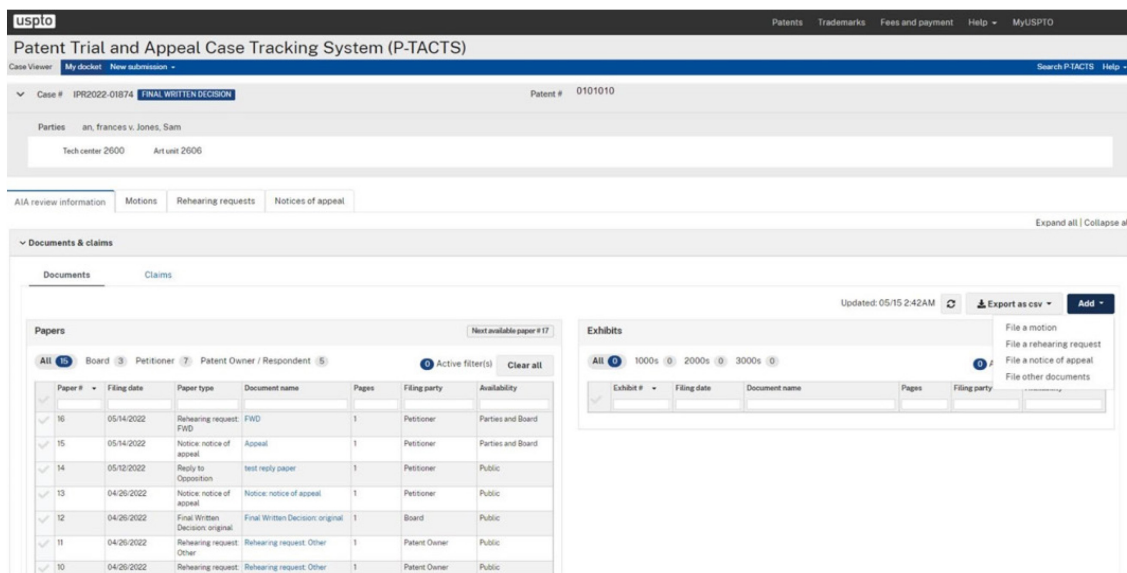 uspto
Patents Trademarks Fees and payment Help MyUSPTO
Patent Trial and Appeal Case Tracking System (P-TACTS)
Case Viewer My docket New submission Search P-TACTS Help
Case # IPR2022-01874 FINAL WRITTEN DECISION Patent # 0101010
Parties an, frances v. Jones, Sam
Tech center 2600 Art unit 2606
AIA review information Motions Rehearing requests Notices of appeal
Expand all | Collapse al
Documents & claims
Documents Claims
Updated: 05/15 2:42AM Export as csv Add
File a motion
File a rehearing request
File a notice of appeal
File other documents
Papers Next available paper # 17
All 15 Board 3 Petitioner 7 Patent Owner / Respondent 5 0 Active filter(s) Clear all
Paper # Filing date Paper type Document name Pages Filing party Availability
16 05/14/2022 Rehearing request: FWD FWD 1 Petitioner Parties and Board
15 05/14/2022 Notice: notice of appeal Appeal 1 Petitioner Parties and Board
14 05/12/2022 Reply to Opposition test reply paper 1 Petitioner Public
13 04/26/2022 Notice: notice of appeal Notice: notice of appeal 1 Petitioner Public
12 04/26/2022 Final Written Decision: original Final Written Decision: original 1 Board Public
11 04/26/2022 Rehearing request: Other Rehearing request: Other 1 Patent Owner Public
10 04/26/2022 Rehearing request: Rehearing request: Other 1 Patent Owner Public
Exhibits
All 0 1000s 0 2000s 0 3000s 0 0 A
Exhibit # Filing date Document name Pages Filing party